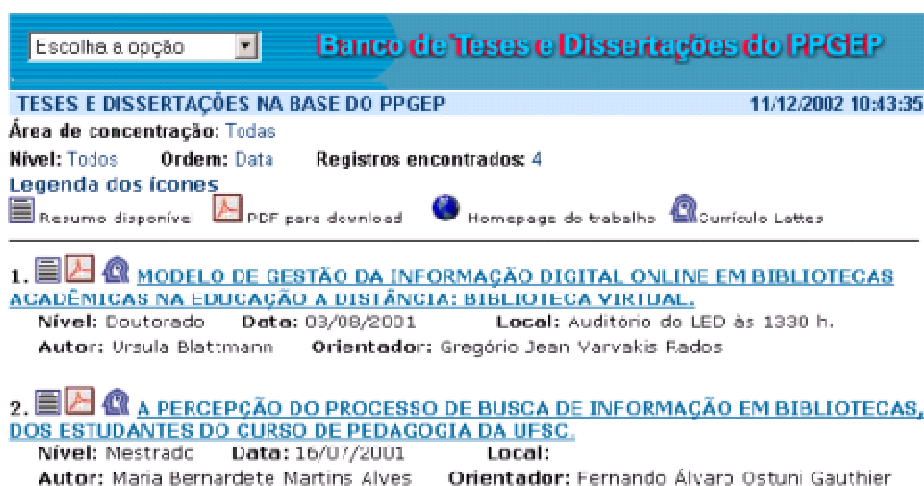 Escolha a opção
Banco de Teses e Dissertações do PPGEP
TESES E DISSERTAÇÕES NA BASE DO PPGEP 11/12/2002 10:43:35
Área de concentração: Todas
Nível: Todos Ordem: Data Registros encontrados: 4
Legenda dos ícones
Resumo disponível PDF para download Homepage do trabalho Currículo Lattes
1. MODELO DE GESTÃO DA INFORMAÇÃO DIGITAL ONLINE EM BIBLIOTECAS
ACADÊMICAS NA EDUCAÇÃO A DISTÂNCIA: BIBLIOTECA VIRTUAL.
Nível: Doutorado Data: 03/08/2001 Local: Auditório do LED às 1330 h.
Autor: Ursula Blattmann Orientador: Gregório Jean Varvakis Rados
2. A PERCEPÇÃO DO PROCESSO DE BUSCA DE INFORMAÇÃO EM BIBLIOTECAS,
DOS ESTUDANTES DO CURSO DE PEDAGOGIA DA UFSC.
Nível: Mestrado Data: 16/07/2001 Local:
Autor: Maria Bernardete Martins Alves Orientador: Fernando Álvaro Ostuni Gauthier